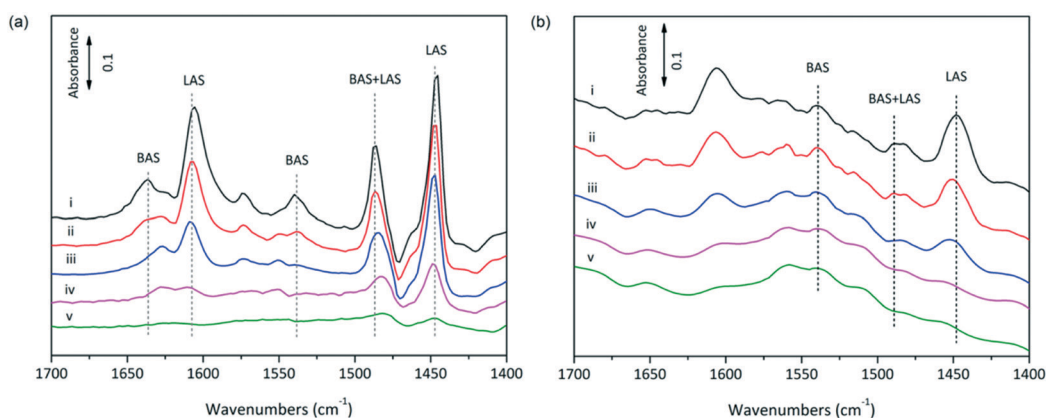 (a)
Absorbance
0.1
LAS
LAS
BAS+LAS
BAS
BAS
i
ii
iii
iv
v
1700 1650 1600 1550 1500 1450 1400
Wavenumbers (cm-1)
(b)
Absorbance
0.1
BAS
BAS+LAS
LAS
i
ii
iii
iv
v
1700 1650 1600 1550 1500 1450 1400
Wavenumbers (cm-1)